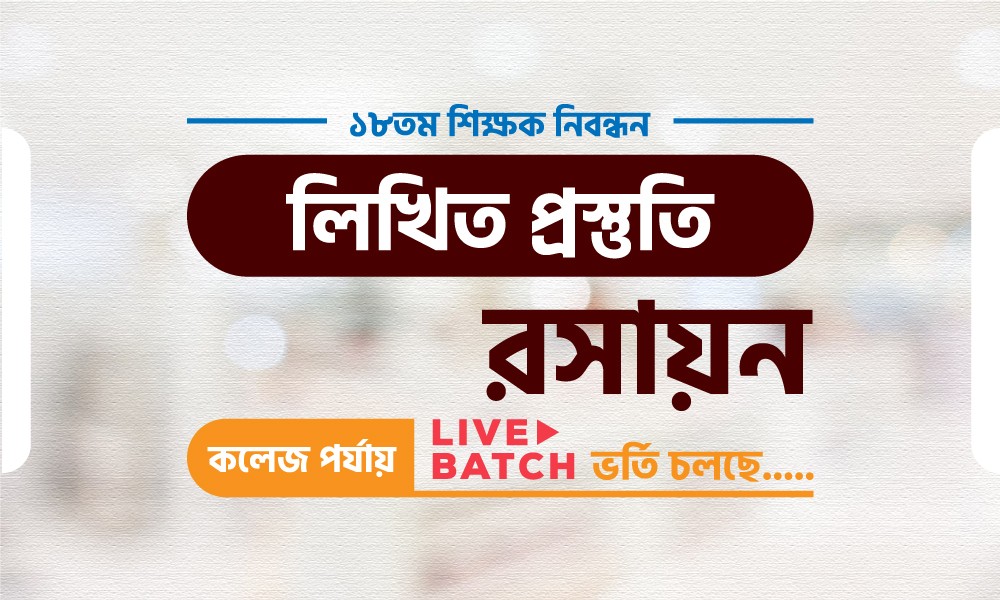 ১৮তম শিক্ষক নিবন্ধন
লিখিত প্রস্তুতি
রসায়ন
কলেজ পর্যায়
LIVE
BATCH ভর্তি চলছে.....